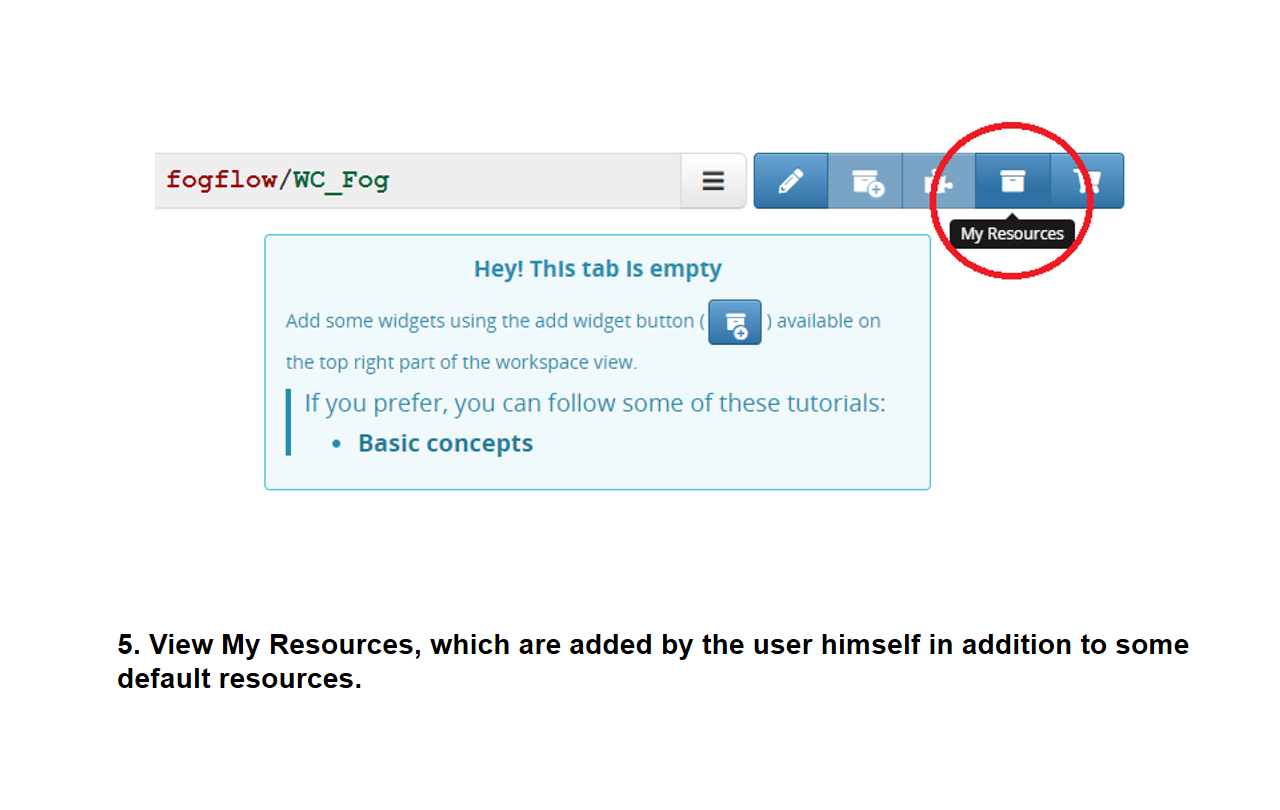 fogflow/WC_Fog
My Resources
Hey! ThIs tab Is empty
Add some widgets using the add widget button ( ) available on
the top right part of the workspace view.
If you prefer, you can follow some of these tutorials:
• Basic concepts
5. View My Resources, which are added by the user himself in addition to some
default resources.